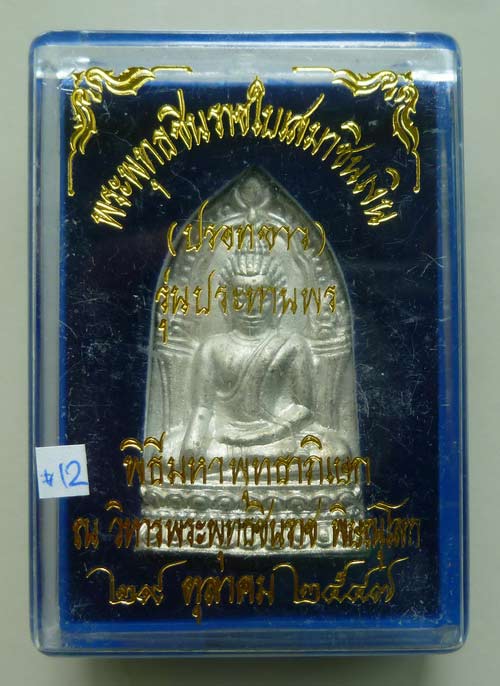 พระพุทธชินราชใบเสมาชินเงิน
(ปรอทขาว)
รุ่นประทานพร
#12
พิธีมหาพุทธาภิเษก
ณ วิหารพระพุทธชินราช พิษณุโลก
๒๙ ตุลาคม ๒๕๔๗